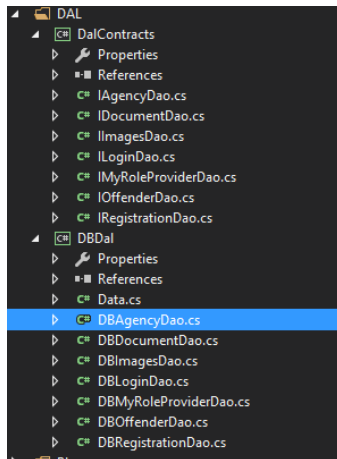 DAL
C# DalContracts
Properties
References
C# IAgencyDao.cs
C# IDocumentDao.cs
C# IImagesDao.cs
C# ILoginDao.cs
C# IMyRoleProviderDao.cs
C# IOffenderDao.cs
C# IRegistrationDao.cs
C# DBDal
Properties
References
C# Data.cs
C# DBAgencyDao.cs
C# DBDocumentDao.cs
C# DBImagesDao.cs
C# DBLoginDao.cs
C# DBMyRoleProviderDao.cs
C# DBOffenderDao.cs
C# DBRegistrationDao.cs